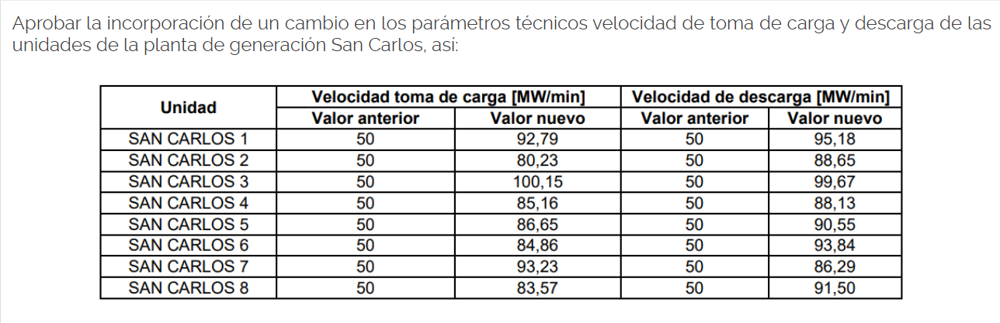 Aprobar la incorporación de un cambio en los parámetros técnicos velocidad de toma de carga y descarga de las
unidades de la planta de generación San Carlos, así:
Unidad Velocidad toma de carga [MW/min] Velocidad de descarga [MW/min]
Valor anterior Valor nuevo Valor anterior Valor nuevo
SAN CARLOS 1 50 92,79 50 95,18
SAN CARLOS 2 50 80,23 50 88,65
SAN CARLOS 3 50 100,15 50 99,67
SAN CARLOS 4 50 85,16 50 88,13
SAN CARLOS 5 50 86,65 50 90,55
SAN CARLOS 6 50 84,86 50 93,84
SAN CARLOS 7 50 93,23 50 86,29
SAN CARLOS 8 50 83,57 50 91,50